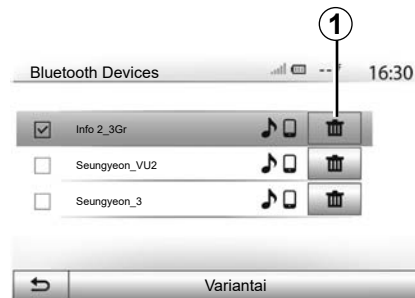 1
Bluetooth Devices -- ° 16:30
Info 2_3Gr
Seungyeon_VU2
Seungyeon_3
Variantai